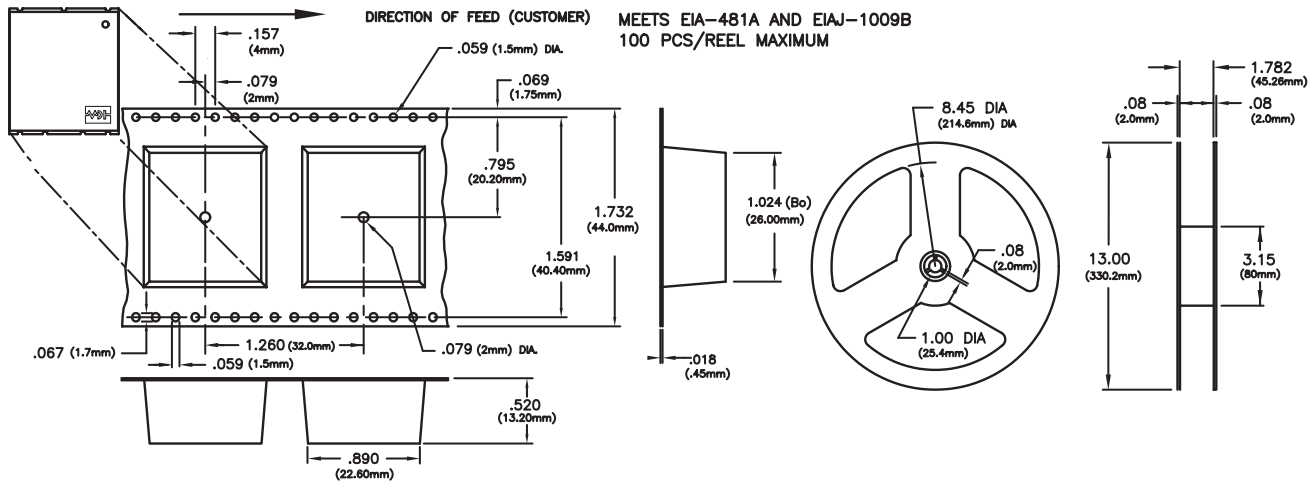 DIRECTION OF FEED (CUSTOMER)
MEETS EIA-481A AND EIAJ-1009B
100 PCS/REEL MAXIMUM
.157
(4mm)
.059 (1.5mm) DIA.
.079
(2mm)
.069
(1.75mm)
1.782
(45.26mm)
.08
(2.0mm)
.08
(2.0mm)
8.45 DIA
(214.6mm) DIA
.795
(20.20mm)
1.732
(44.0mm)
1.024 (Bo)
(26.00mm)
1.591
(40.40mm)
.08
(2.0mm)
13.00
(330.2mm)
3.15
(80mm)
1.260 (32.0mm)
.067 (1.7mm)
.059 (1.5mm)
.079 (2mm) DIA.
.018
(.45mm)
1.00 DIA
(25.4mm)
.520
(13.20mm)
.890
(22.60mm)